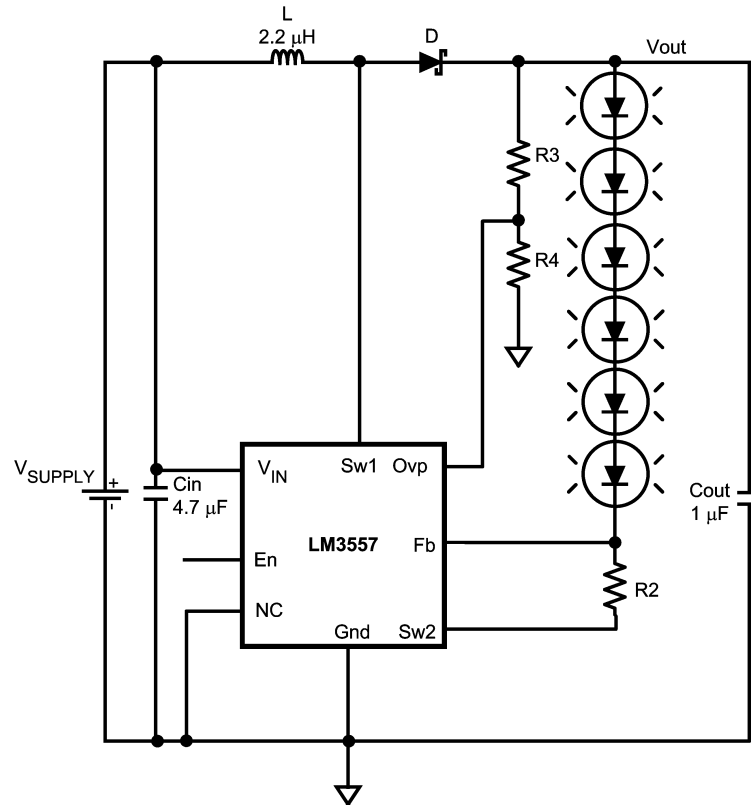 L
2.2 μH
D
Vout
R3
R4
VSUPPLY
+
-
Cin
4.7 μF
VIN
Sw1
Ovp
LM3557
En
Fb
NC
Gnd
Sw2
R2
Cout
1 μF